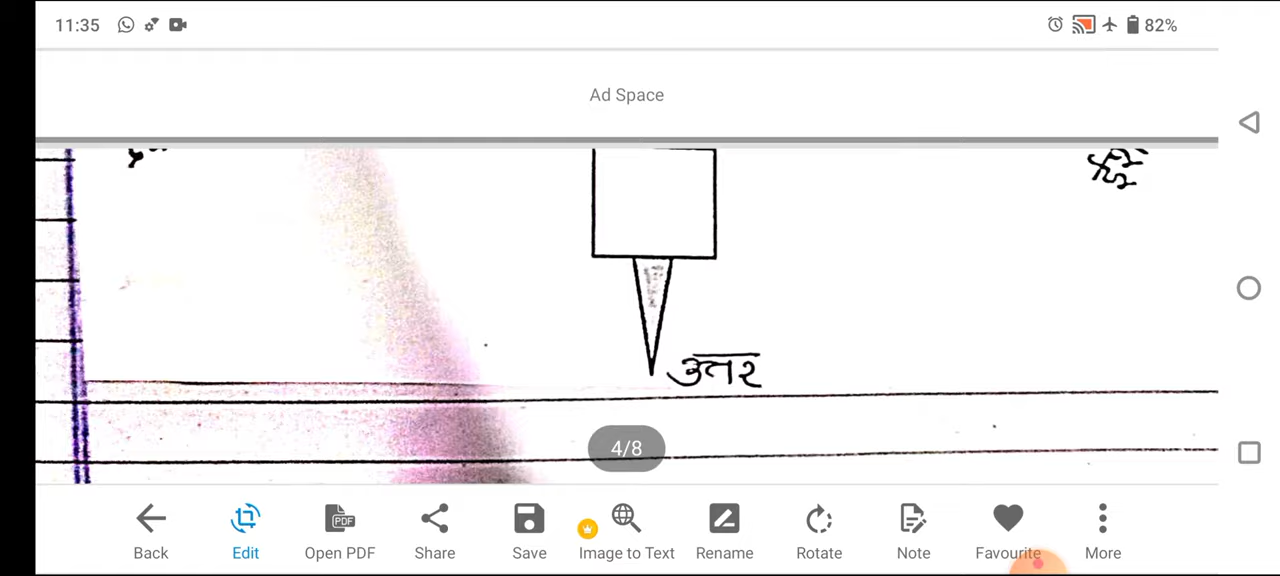 11:35 82%
Ad Space
उत्तर
4/8
Back Edit Open PDF Share Save Image to Text Rename Rotate Note Favourite More
PDF